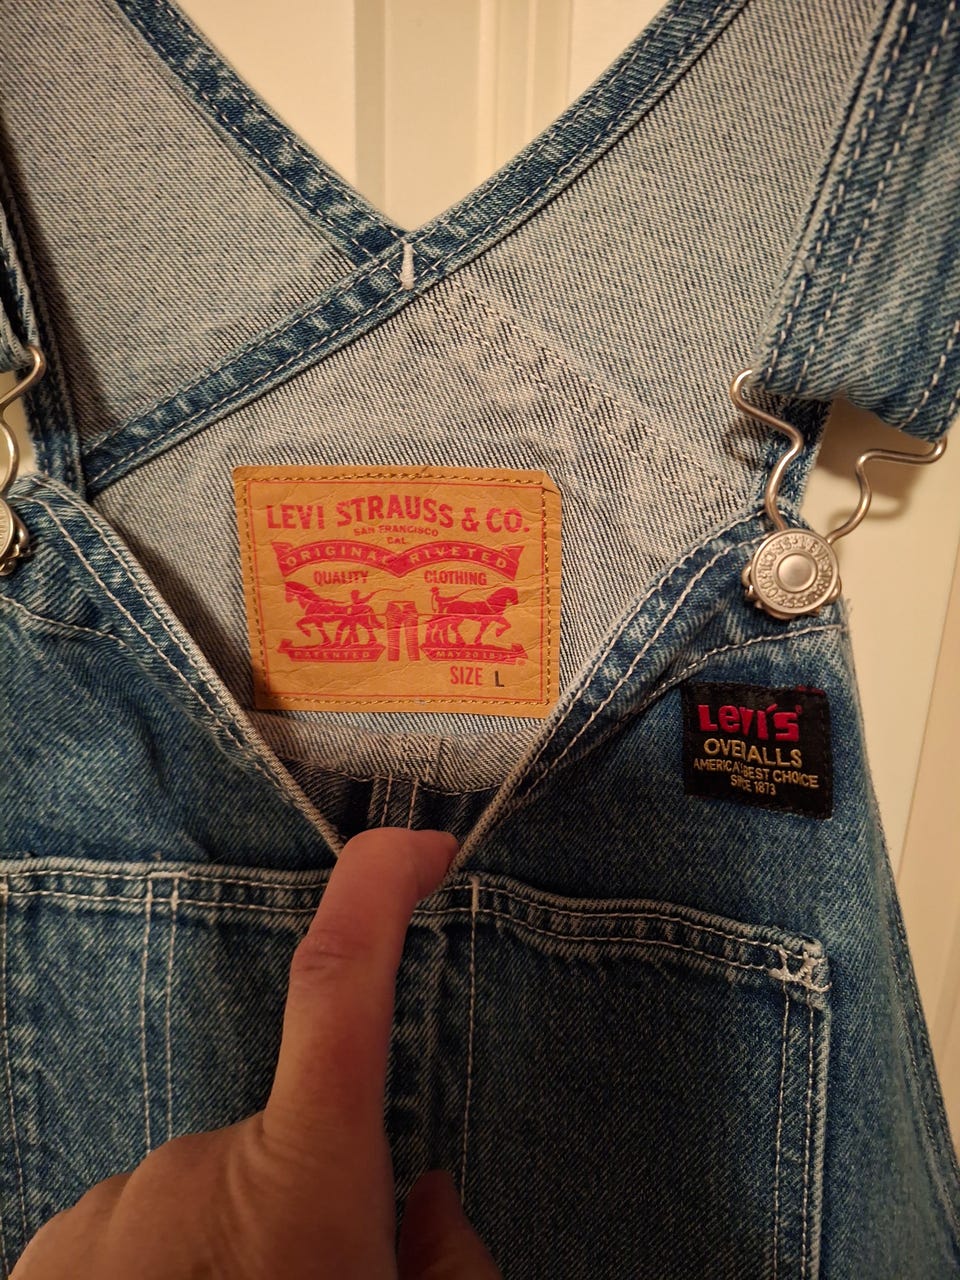 LEVI STRAUSS & CO.
SAN FRANCISCO
CAL
ORIGINAL RIVETED
QUALITY CLOTHING
PATENTED MAY 20 1873
SIZE L
Levi's®
OVERALLS
AMERICA'S BEST CHOICE
SINCE 1873